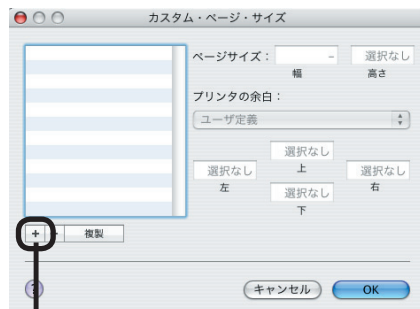 カスタム・ページ・サイズ
ページサイズ: - 選択なし
幅 高さ
プリンタの余白:
ユーザ定義
選択なし
選択なし 上 選択なし
左 選択なし 右
下
+ - 複製
? キャンセル OK